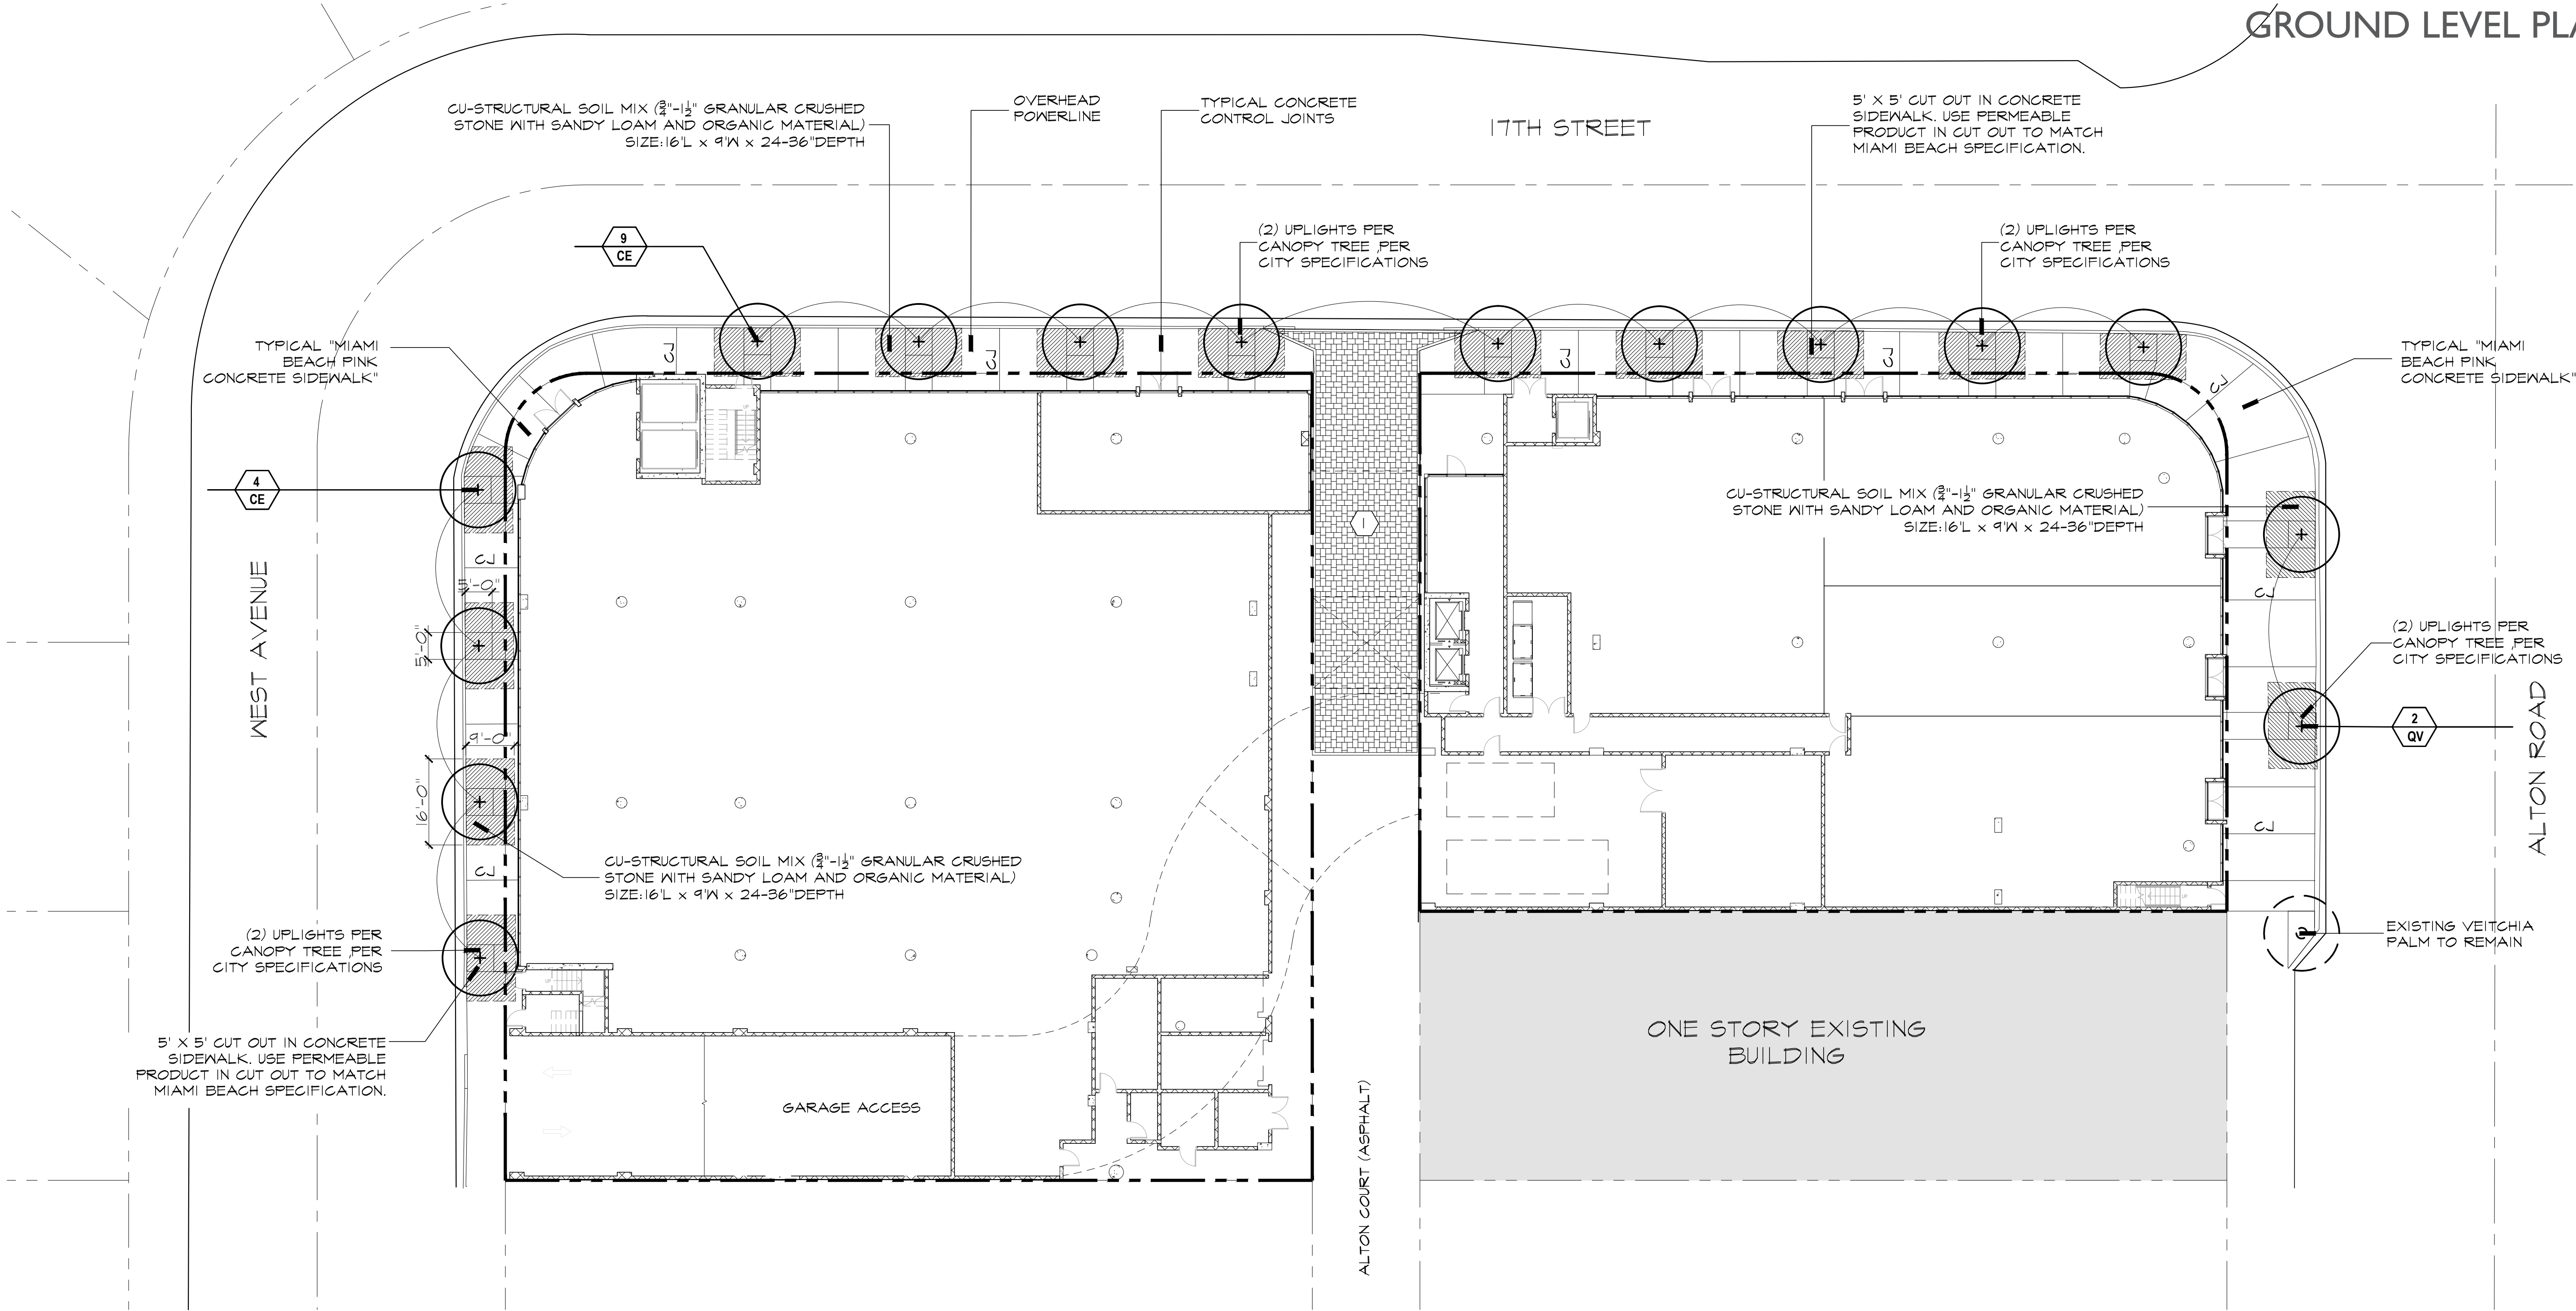 GROUND LEVEL PLA
CU-STRUCTURAL SOIL MIX (3/4"-1 1/2" GRANULAR CRUSHED
STONE WITH SANDY LOAM AND ORGANIC MATERIAL)
SIZE:16'L x 9'W x 24-36"DEPTH
OVERHEAD
POWERLINE
TYPICAL CONCRETE
CONTROL JOINTS
17TH STREET
5' X 5' CUT OUT IN CONCRETE
SIDEWALK. USE PERMEABLE
PRODUCT IN CUT OUT TO MATCH
MIAMI BEACH SPECIFICATION.
9
CE
(2) UPLIGHTS PER
CANOPY TREE ,PER
CITY SPECIFICATIONS
(2) UPLIGHTS PER
CANOPY TREE ,PER
CITY SPECIFICATIONS
TYPICAL "MIAMI
BEACH PINK
CONCRETE SIDEWALK"
CJ
CJ
CJ
CJ
CJ
TYPICAL "MIAMI
BEACH PINK
CONCRETE SIDEWALK"
4
CE
CU-STRUCTURAL SOIL MIX (3/4"-1 1/2" GRANULAR CRUSHED
STONE WITH SANDY LOAM AND ORGANIC MATERIAL)
SIZE:16'L x 9'W x 24-36"DEPTH
1
WEST AVENUE
CJ
5'-0"
5'-0"
9'-0"
16'-0"
CJ
CJ
CJ
(2) UPLIGHTS PER
CANOPY TREE ,PER
CITY SPECIFICATIONS
2
QV
ALTON ROAD
CU-STRUCTURAL SOIL MIX (3/4"-1 1/2" GRANULAR CRUSHED
STONE WITH SANDY LOAM AND ORGANIC MATERIAL)
SIZE:16'L x 9'W x 24-36"DEPTH
(2) UPLIGHTS PER
CANOPY TREE ,PER
CITY SPECIFICATIONS
EXISTING VEITCHIA
PALM TO REMAIN
5' X 5' CUT OUT IN CONCRETE
SIDEWALK. USE PERMEABLE
PRODUCT IN CUT OUT TO MATCH
MIAMI BEACH SPECIFICATION.
ONE STORY EXISTING
BUILDING
GARAGE ACCESS
ALTON COURT (ASPHALT)